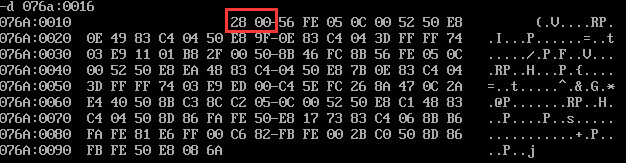 -d 076a:0016
076A:0010                    28 00-56 FE 05 0C 00 52 50 E8         (.V....RP.
076A:0020  0E 49 83 C4 04 50 E8 9F-0E 83 C4 04 3D FF FF 74   .I...P......=..t
076A:0030  03 E9 11 01 B8 2F 00 50-8B 46 FC 8B 56 FE 05 0C   ...../.P.F..V...
076A:0040  00 52 50 E8 EA 48 83 C4-04 50 E8 7B 0E 83 C4 04   .RP..H...P.{....
076A:0050  3D FF FF 74 03 E9 ED 00-C4 5E FC 26 8A 47 0C 2A   =..t.....^.&.G.*
076A:0060  E4 40 50 8B C3 8C C2 05-0C 00 52 50 E8 C1 48 83   .@P.......RP..H.
076A:0070  C4 04 50 8D 86 FA FE 50-E8 17 73 83 C4 06 8B B6   ..P....P..s.....
076A:0080  FA FE 81 E6 FF 00 C6 82-FB FE 00 2B C0 50 8D 86   ...........+.P..
076A:0090  FB FE 50 E8 08 6A                                 ..P..j